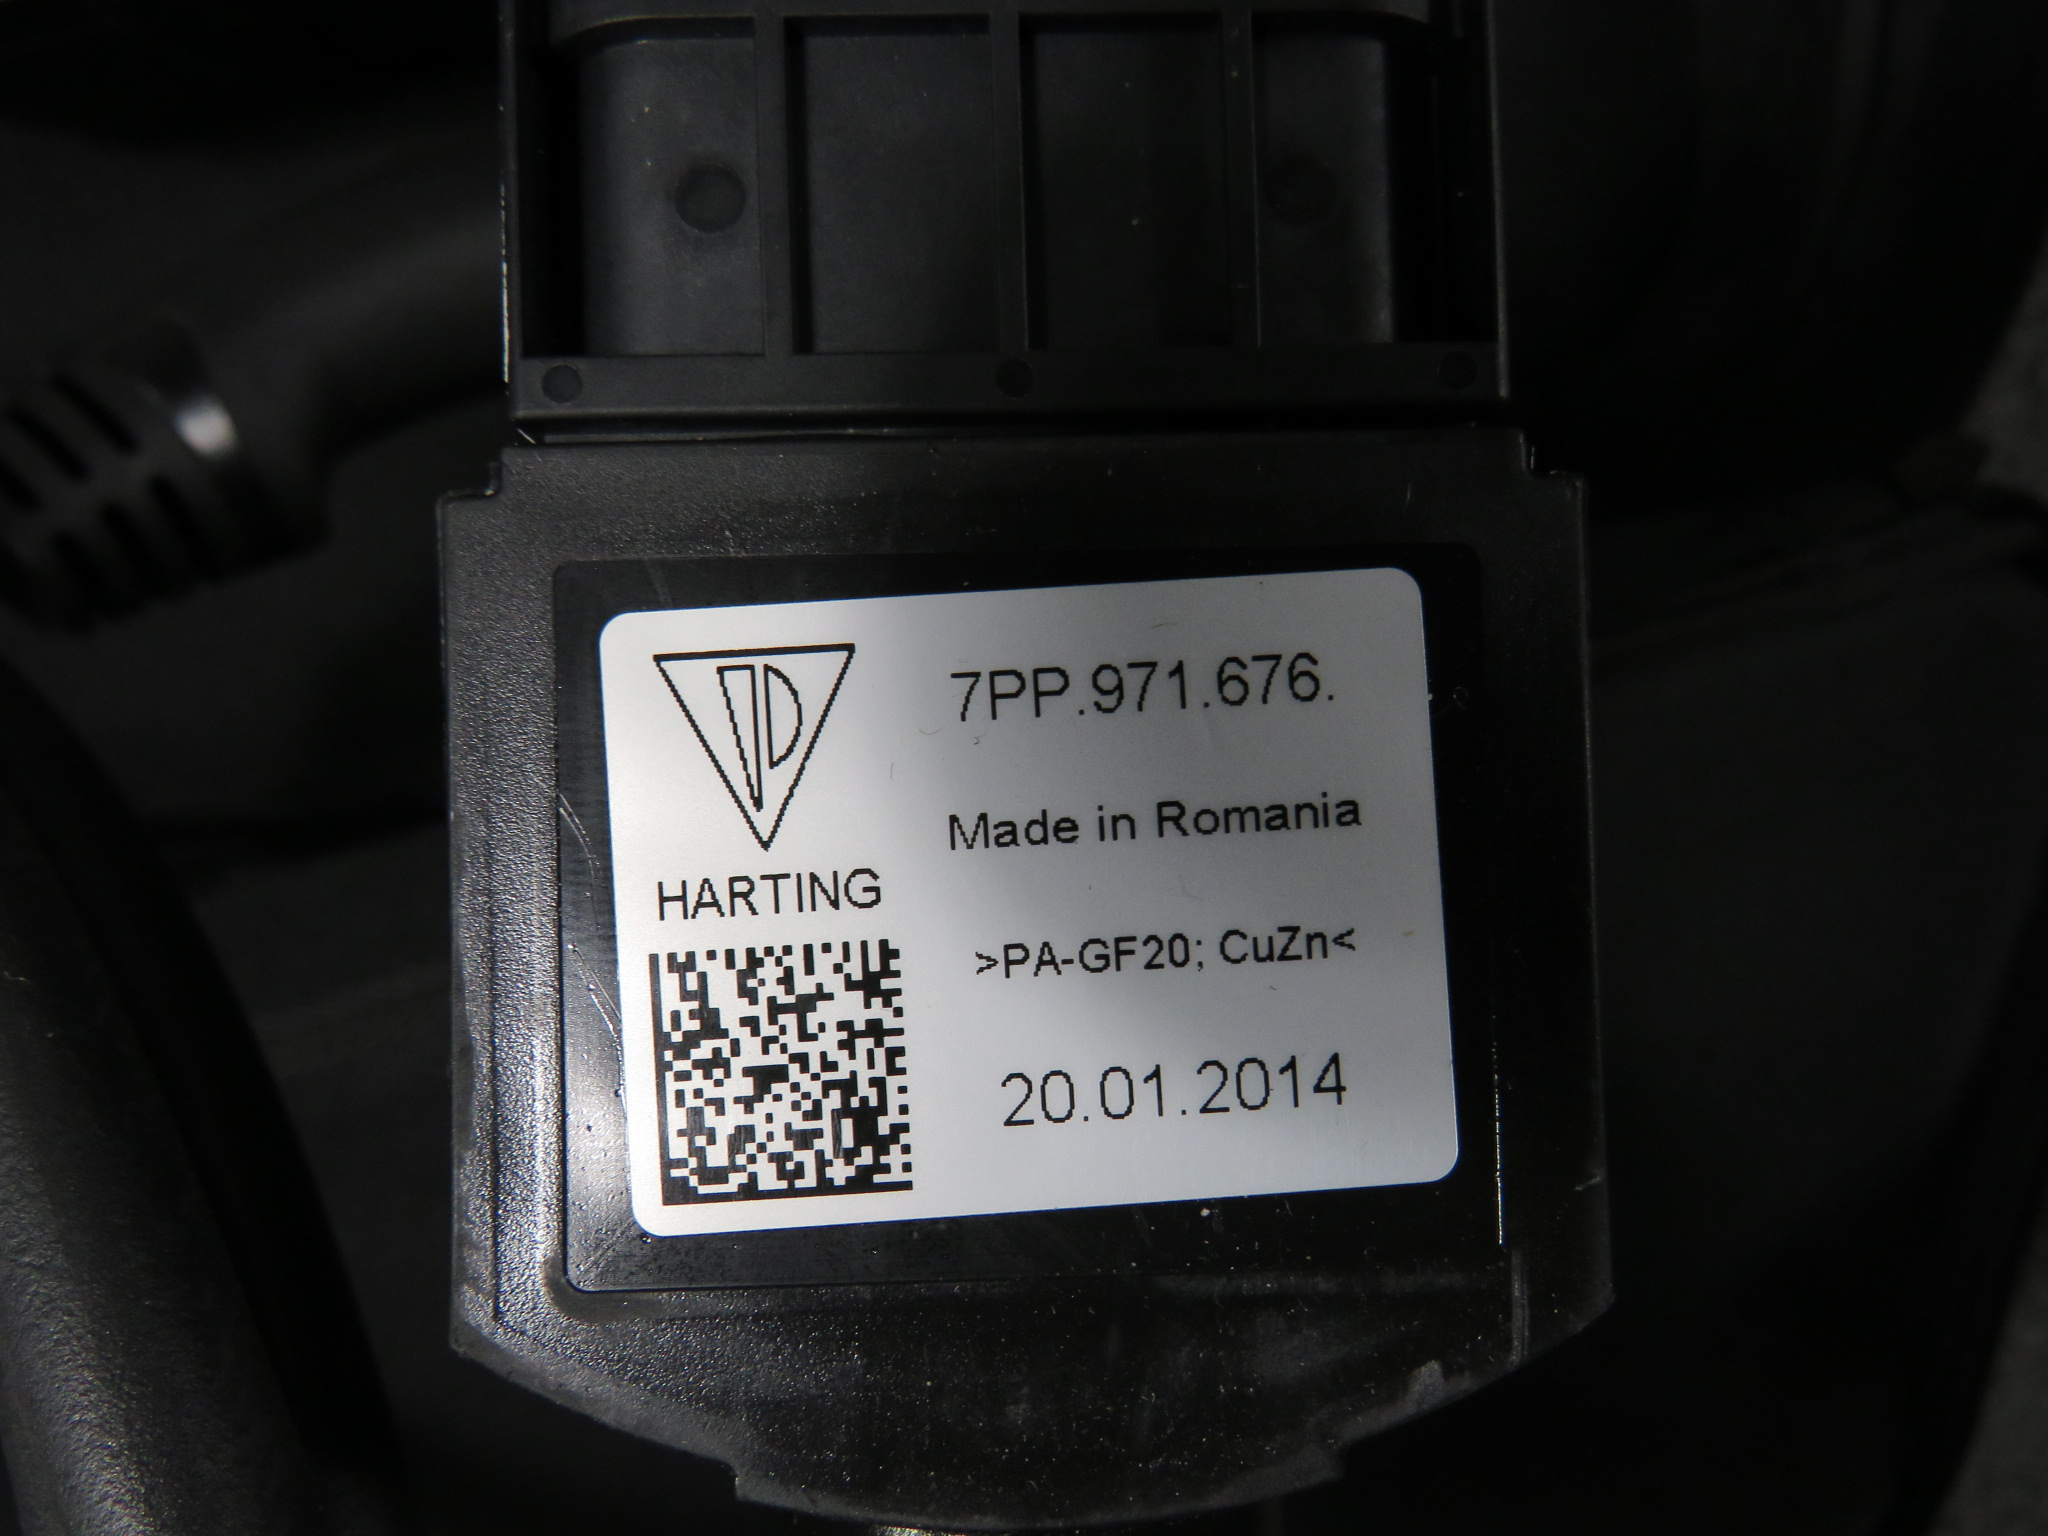 7PP.971.676.
Made in Romania
HARTING
>PA-GF20; CuZn<
20.01.2014